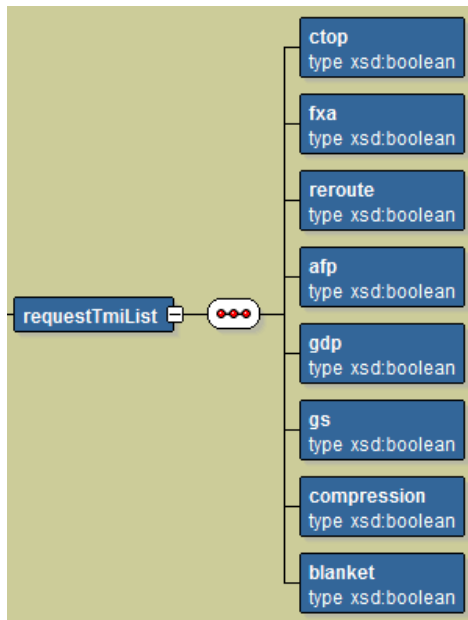 ctop
type xsd:boolean
fxa
type xsd:boolean
reroute
type xsd:boolean
afp
type xsd:boolean
requestTmiList
gdp
type xsd:boolean
gs
type xsd:boolean
compression
type xsd:boolean
blanket
type xsd:boolean